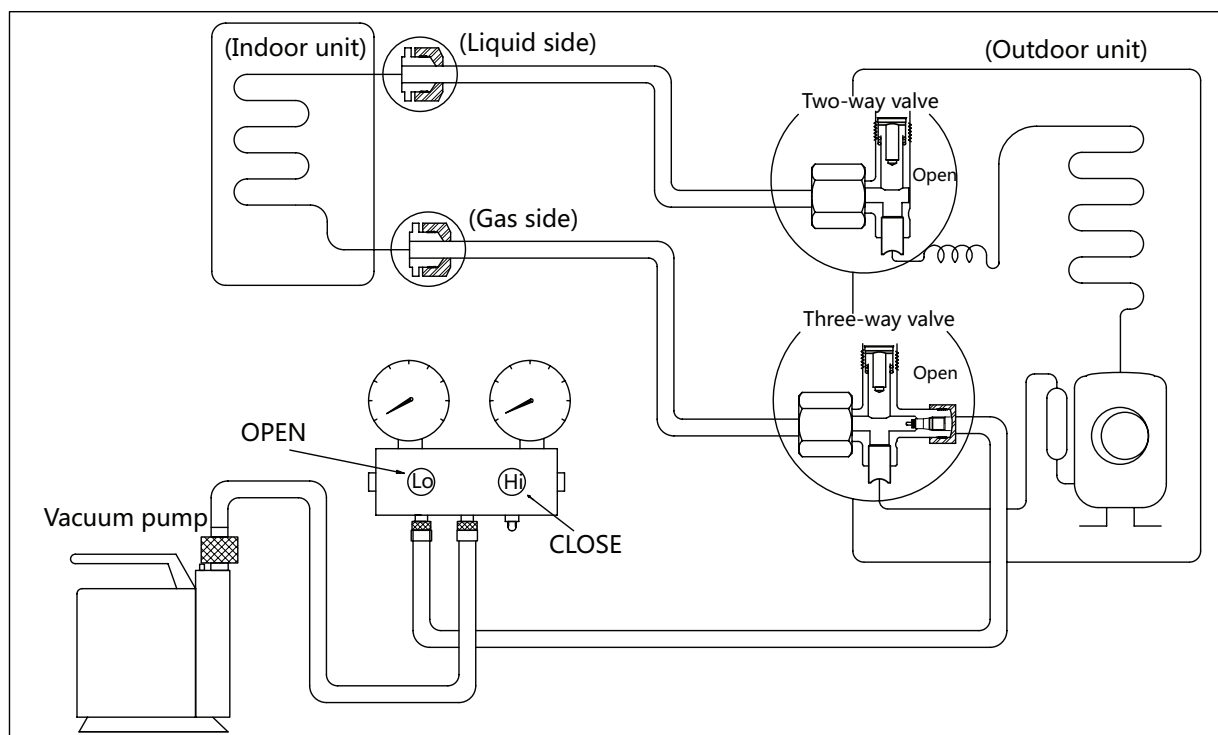 (Indoor unit)
(Liquid side)
(Outdoor unit)
Two-way valve
Open
(Gas side)
Three-way valve
Open
OPEN
Lo
Hi
CLOSE
Vacuum pump